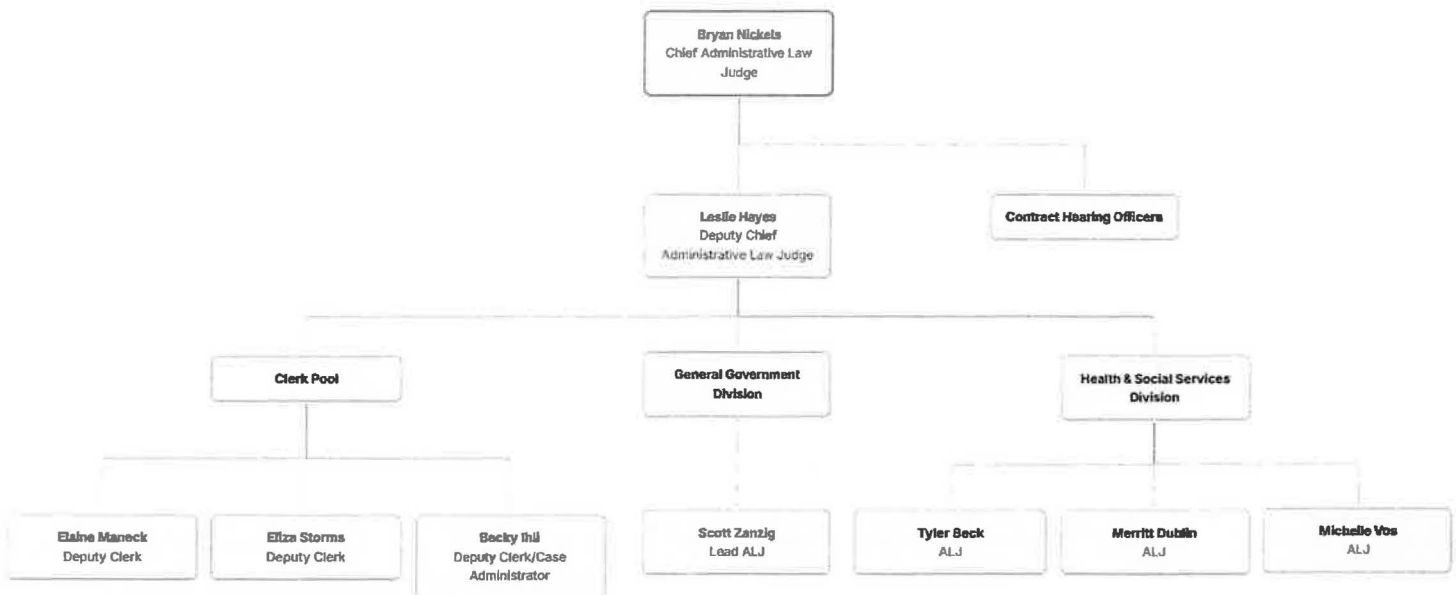 Bryan Nickels
Chief Administrative Law
Judge
Leslie Hayes
Deputy Chief
Administrative Law Judge
Contract Hearing Officers
Clerk Pool
General Government
Division
Health & Social Services
Division
Elaine Maneck
Deputy Clerk
Eliza Storms
Deputy Clerk
Becky Ihli
Deputy Clerk/Case
Administrator
Scott Zanzig
Lead ALJ
Tyler Beck
ALJ
Merritt Dublin
ALJ
Michelle Vos
ALJ